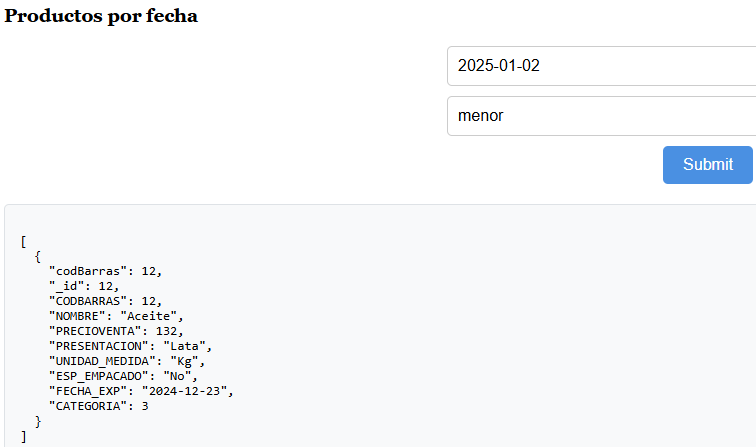 Productos por fecha
2025-01-02
menor
Submit
[
  {
    "codBarras": 12,
    "_id": 12,
    "CODBARRAS": 12,
    "NOMBRE": "Aceite",
    "PRECIOVENTA": 132,
    "PRESENTACION": "Lata",
    "UNIDAD_MEDIDA": "Kg",
    "ESP_EMPACADO": "No",
    "FECHA_EXP": "2024-12-23",
    "CATEGORIA": 3
  }
]